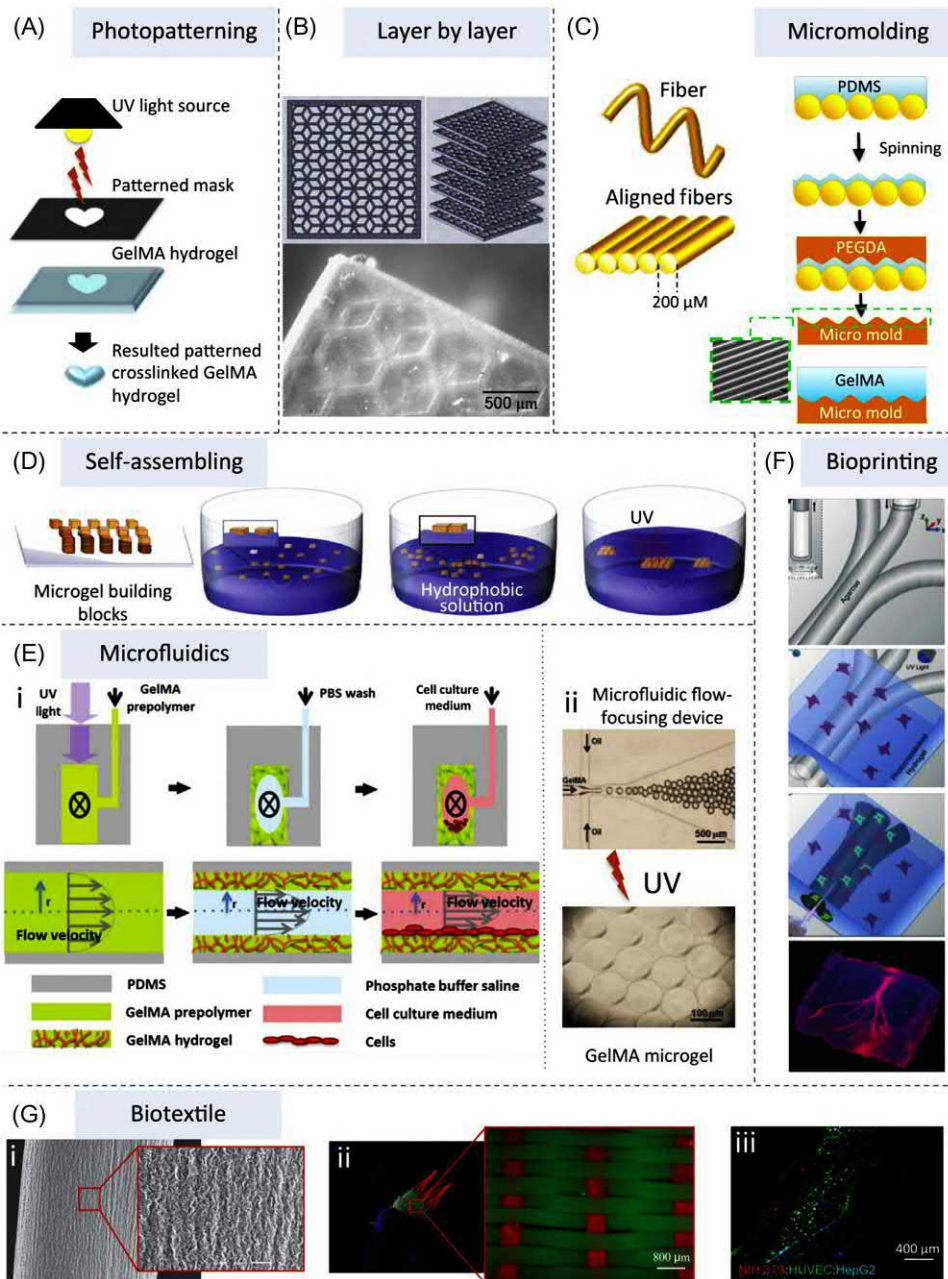 (A) Photopatterning
UV light source
Patterned mask
GelMA hydrogel
Resulted patterned
crosslinked GelMA
hydrogel
(B) Layer by layer
500 μm
(C) Micromolding
Fiber
Aligned fibers
200 μM
PDMS
Spinning
PEGDA
Micro mold
GelMA
Micro mold
(D) Self-assembling
Microgel building
blocks
Hydrophobic
solution
UV
(E) Microfluidics
i
UV
light
GelMA
prepolymer
PBS wash
Cell culture
medium
r
Flow velocity
r
Flow velocity
r
Flow velocity
PDMS
GelMA prepolymer
GelMA hydrogel
Phosphate buffer saline
Cell culture medium
Cells
ii
Microfluidic flow-
focusing device
Oil
GelMA
Oil
500 μm
UV
100μm
GelMA microgel
(F) Bioprinting
Agarose
UV Light
Hydrogel
(G) Biotextile
i
ii
800 μm
iii
400 μm
NIH/3T3:HUVEC:HepG2